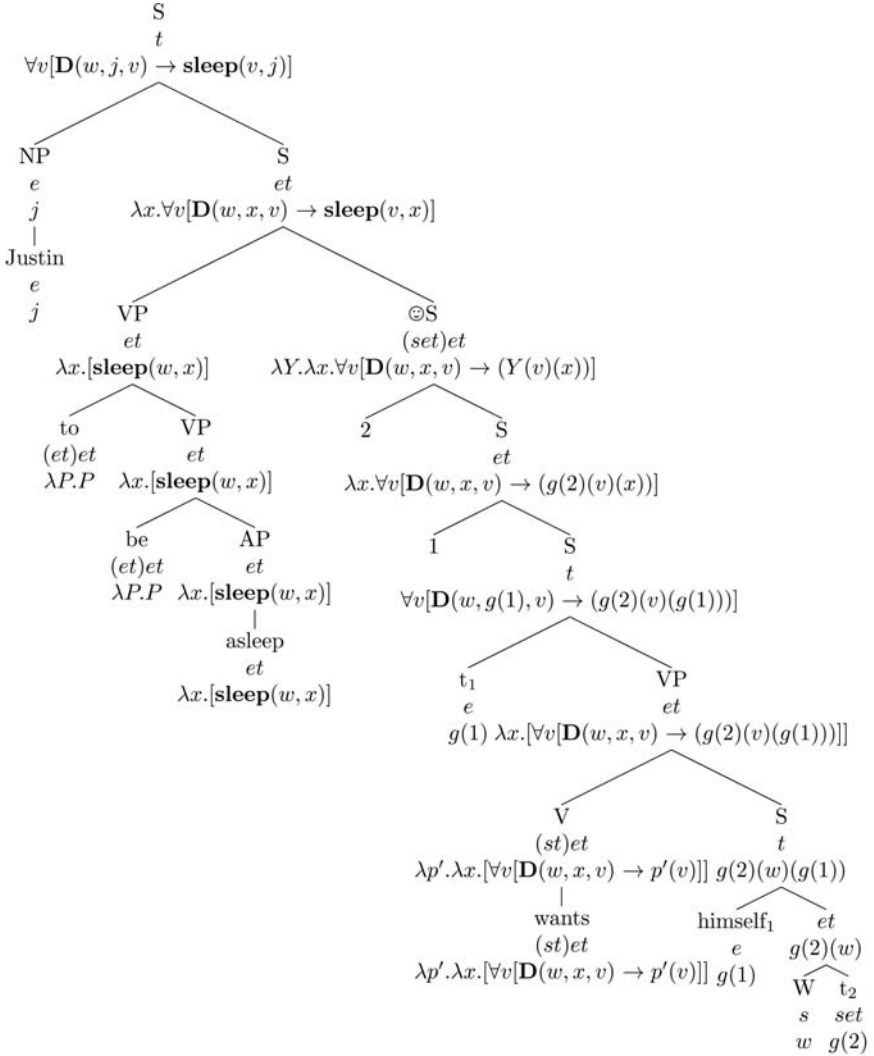 S
t
∀v[D(w, j, v) → sleep(v, j)]
NP S
e et
j λx.∀v[D(w, x, v) → sleep(v, x)]
Justin
e
j
VP ☺S
et (set)et
λx.[sleep(w, x)] λY.λx.∀v[D(w, x, v) → (Y(v)(x))]
to VP 2 S
(et)et et et
λP.P λx.[sleep(w, x)] λx.∀v[D(w, x, v) → (g(2)(v)(x))]
be AP 1 S
(et)et et t
λP.P λx.[sleep(w, x)] ∀v[D(w, g(1), v) → (g(2)(v)(g(1)))]
asleep
et
λx.[sleep(w, x)]
t₁ VP
e et
g(1) λx.[∀v[D(w, x, v) → (g(2)(v)(g(1)))]]
V S
(st)et t
λp′.λx.[∀v[D(w, x, v) → p′(v)]] g(2)(w)(g(1))
wants himself₁ et
(st)et e g(2)(w)
λp′.λx.[∀v[D(w, x, v) → p′(v)]] g(1)
W t₂
s set
w g(2)